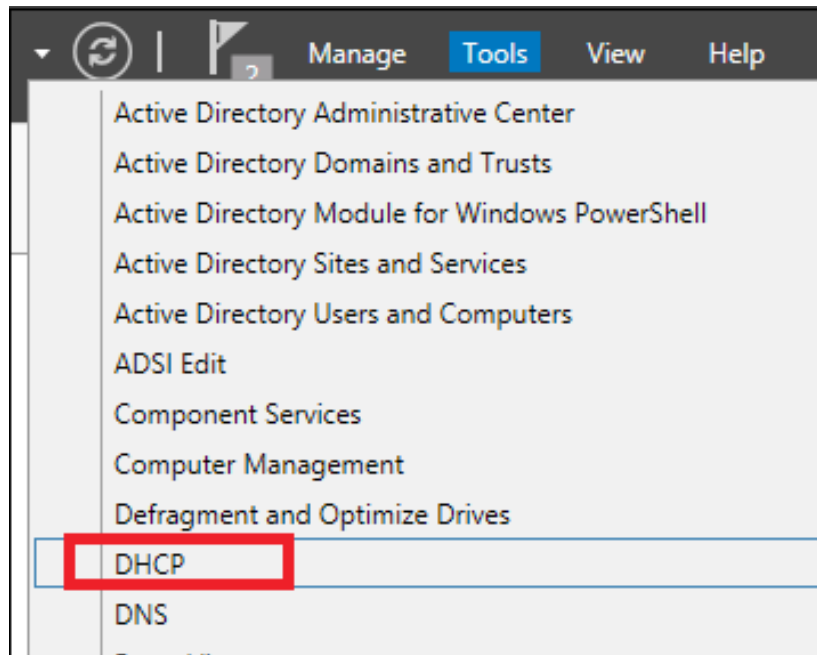 Manage Tools View Help
2
Active Directory Administrative Center
Active Directory Domains and Trusts
Active Directory Module for Windows PowerShell
Active Directory Sites and Services
Active Directory Users and Computers
ADSI Edit
Component Services
Computer Management
Defragment and Optimize Drives
DHCP
DNS